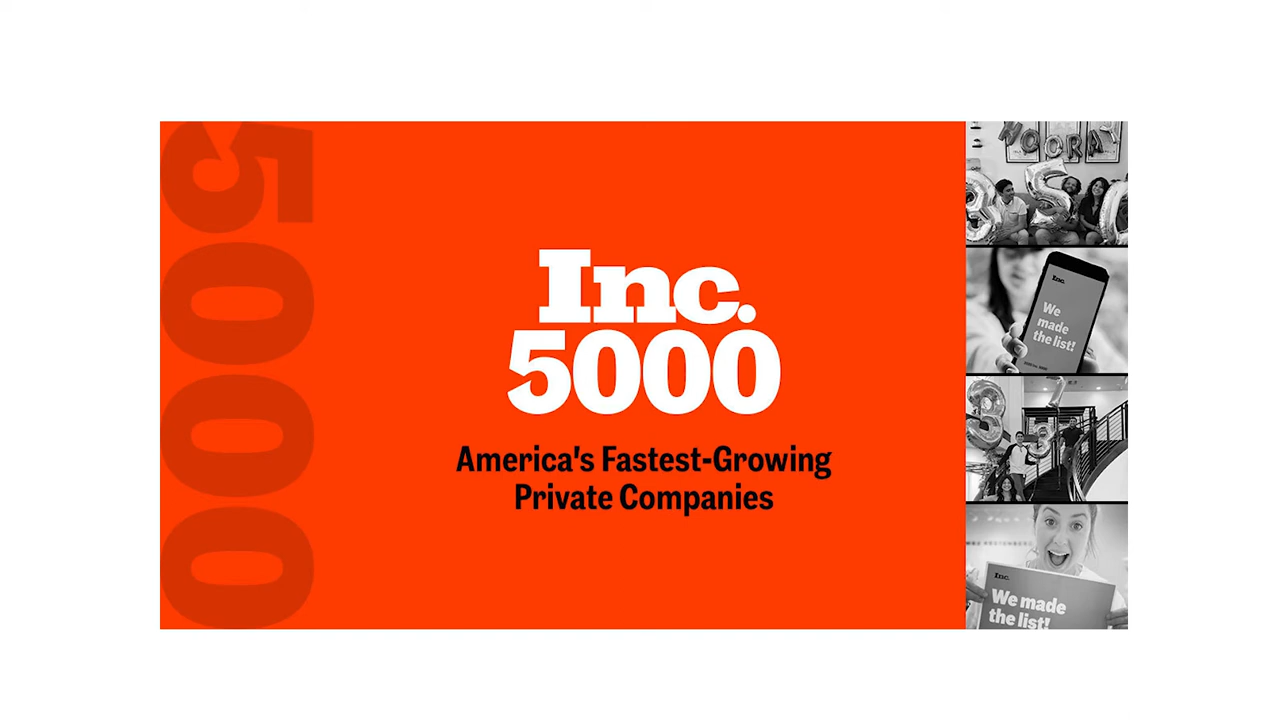 5000
Inc.
5000
America's Fastest-Growing
Private Companies
HOORAY
Inc.
We
made
the list!
Inc.
We made
the list!